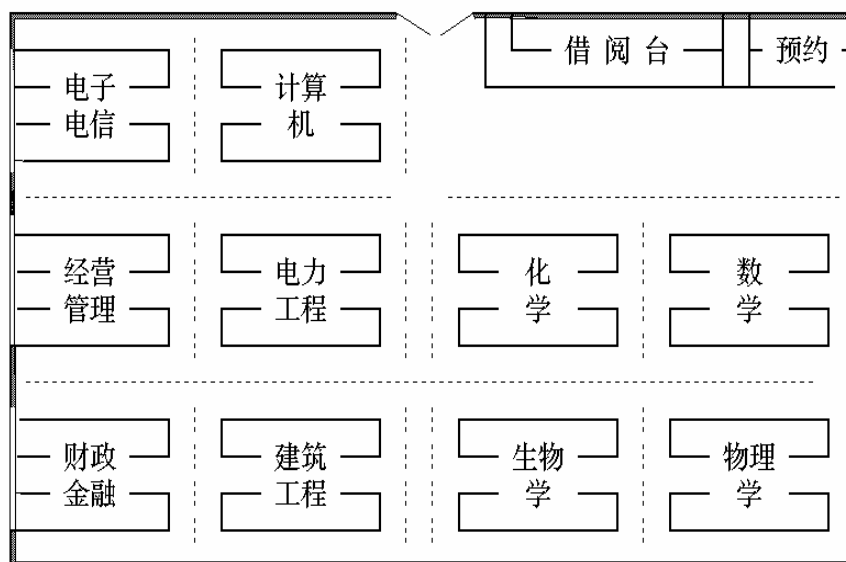 借阅台
预约
电子
电信
计算
机
经营
管理
电力
工程
化
学
数
学
财政
金融
建筑
工程
生物
学
物理
学